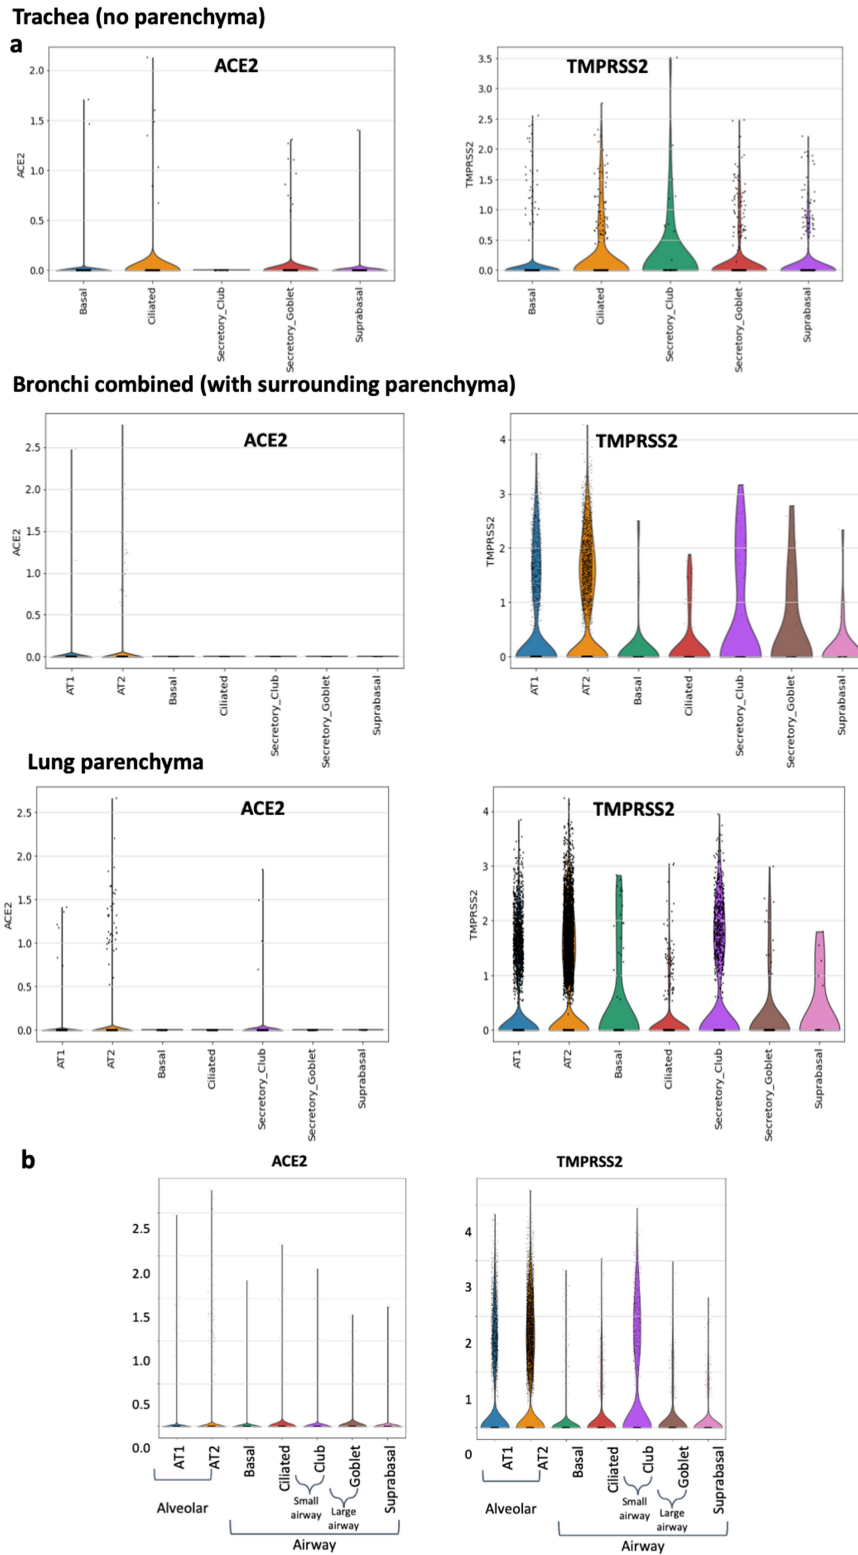 Trachea (no parenchyma)
a
ACE2
TMPRSS2
ACE2
2.0
1.5
1.0
0.5
0.0
Basal
Ciliated
Secretory_Club
Secretory_Goblet
Suprabasal
TMPRSS2
3.5
3.0
2.5
2.0
1.5
1.0
0.5
0.0
Basal
Ciliated
Secretory_Club
Secretory_Goblet
Suprabasal
Bronchi combined (with surrounding parenchyma)
ACE2
TMPRSS2
ACE2
2.5
2.0
1.5
1.0
0.5
0.0
AT1
AT2
Basal
Ciliated
Secretory_Club
Secretory_Goblet
Suprabasal
TMPRSS2
4
3
2
1
0
AT1
AT2
Basal
Ciliated
Secretory_Club
Secretory_Goblet
Suprabasal
Lung parenchyma
ACE2
TMPRSS2
ACE2
2.5
2.0
1.5
1.0
0.5
0.0
AT1
AT2
Basal
Ciliated
Secretory_Club
Secretory_Goblet
Suprabasal
TMPRSS2
4
3
2
1
0
AT1
AT2
Basal
Ciliated
Secretory_Club
Secretory_Goblet
Suprabasal
b
ACE2
TMPRSS2
2.5
2.0
1.5
1.0
0.5
0.0
AT1
AT2
Basal
Ciliated
Club
Goblet
Suprabasal
Alveolar
Small
airway
Large
airway
Airway
4
3
2
1
0
AT1
AT2
Basal
Ciliated
Club
Goblet
Suprabasal
Alveolar
Small
airway
Large
airway
Airway